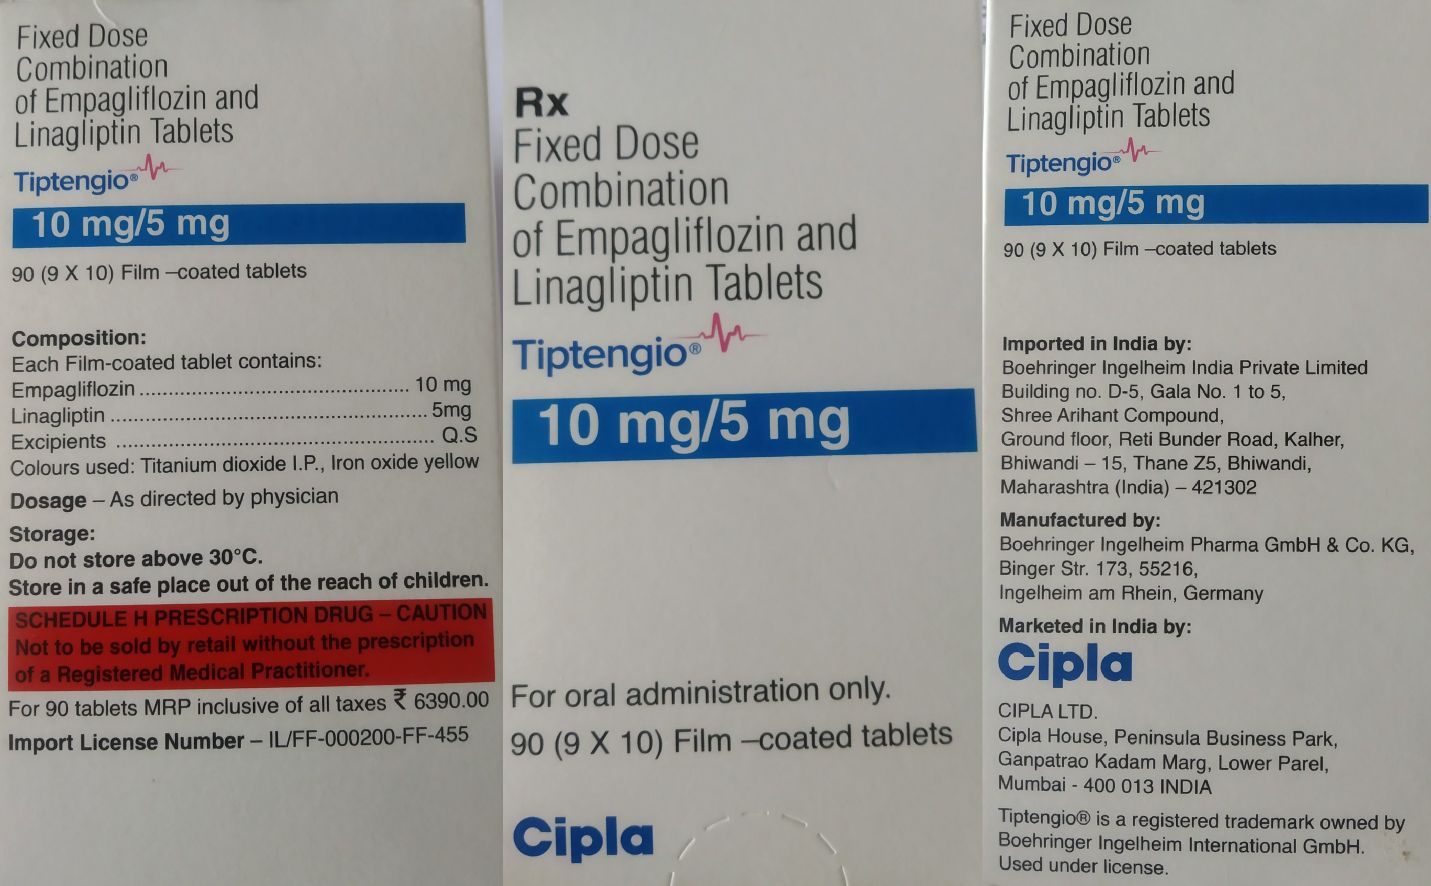 Fixed Dose
Combination
of Empagliflozin and
Linagliptin Tablets
Tiptengio®
10 mg/5 mg
90 (9 X 10) Film –coated tablets
Composition:
Each Film-coated tablet contains:
Empagliflozin ....................................... 10 mg
Linagliptin ............................................. 5mg
Excipients ............................................. Q.S
Colours used: Titanium dioxide I.P., Iron oxide yellow
Dosage – As directed by physician
Storage:
Do not store above 30°C.
Store in a safe place out of the reach of children.
SCHEDULE H PRESCRIPTION DRUG – CAUTION
Not to be sold by retail without the prescription
of a Registered Medical Practitioner.
For 90 tablets MRP inclusive of all taxes ₹ 6390.00
Import License Number – IL/FF-000200-FF-455
Rx
Fixed Dose
Combination
of Empagliflozin and
Linagliptin Tablets
Tiptengio®
10 mg/5 mg
For oral administration only.
90 (9 X 10) Film –coated tablets
Cipla
Fixed Dose
Combination
of Empagliflozin and
Linagliptin Tablets
Tiptengio®
10 mg/5 mg
90 (9 X 10) Film –coated tablets
Imported in India by:
Boehringer Ingelheim India Private Limited
Building no. D-5, Gala No. 1 to 5,
Shree Arihant Compound,
Ground floor, Reti Bunder Road, Kalher,
Bhiwandi – 15, Thane Z5, Bhiwandi,
Maharashtra (India) – 421302
Manufactured by:
Boehringer Ingelheim Pharma GmbH & Co. KG,
Binger Str. 173, 55216,
Ingelheim am Rhein, Germany
Marketed in India by:
Cipla
CIPLA LTD.
Cipla House, Peninsula Business Park,
Ganpatrao Kadam Marg, Lower Parel,
Mumbai - 400 013 INDIA
Tiptengio® is a registered trademark owned by
Boehringer Ingelheim International GmbH.
Used under license.